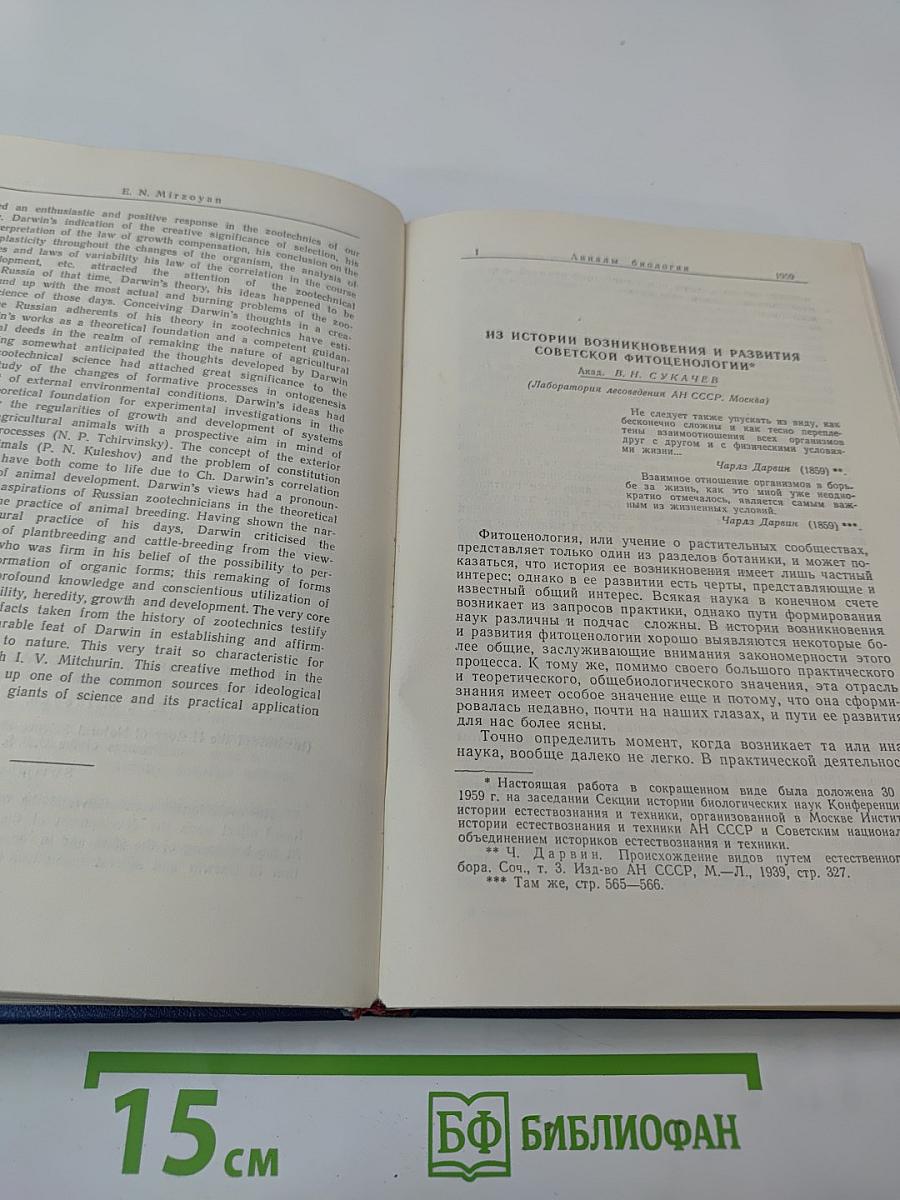 E. N. Mirzoyan
ed an enthusiastic and positive response in the zootechnics of our
. Darwin's indication of the creative significance of selection, his
erpretation of the law of growth compensation, his conclusion on the
plasticity throughout the changes of the organism, the analysis of
es and laws of variability his law of the correlation in the course
lopment, etc. attracted the attention of the zootechnical
Russia of that time. Darwin's theory, his ideas happened to be
und up with the most actual and burning problems of the zoo-
cience of those days. Conceiving Darwin's thoughts in a crea-
e Russian adherents of his theory in zootechnics have esti-
in's works as a theoretical foundation and a competent guidan-
al deeds in the realm of remaking the nature of agricultural
ing somewhat anticipated the thoughts developed by Darwin
zootechnical science had attached great significance to the
tudy of the changes of formative processes in ontogenesis
t of external environmental conditions. Darwin's ideas had
oretical foundation for experimental investigations in the
y the regularities of growth and development of systems
agricultural animals with a prospective aim in mind of
rocesses (N. P. Tchirvinsky). The concept of the exterior
imals (P. N. Kuleshov) and the problem of constitution
have both come to life due to Ch. Darwin's correlation
of animal development. Darwin's views had a pronoun-
aspirations of Russian zootechnicians in the theoretical
e practice of animal breeding. Having shown the nar-
ural practice of his days, Darwin criticised the
of plantbreeding and cattle-breeding from the view-
who was firm in his belief of the possibility to per-
ormation of organic forms; this remaking of forms
profound knowledge and conscientious utilization of
ility, heredity, growth and development. The very core
facts taken from the history of zootechnics testify
arable feat of Darwin in establishing and affirm-
to nature. This very trait so characteristic for
h I. V. Mitchurin. This creative method in the
up one of the common sources for ideological
giants of science and its practical application
1 Анналы биологии 1959
ИЗ ИСТОРИИ ВОЗНИКНОВЕНИЯ И РАЗВИТИЯ
СОВЕТСКОЙ ФИТОЦЕНОЛОГИИ*
Акад. В. Н. СУКАЧЕВ
(Лаборатория лесоведения АН СССР. Москва)
Не следует также упускать из виду, как
бесконечно сложны и как тесно перепле-
тены взаимоотношения всех организмов
друг с другом и с физическими условия-
ми жизни...
Чарлз Дарвин (1859) **.
Взаимное отношение организмов в борь-
бе за жизнь, как это мной уже неодно-
кратно отмечалось, является самым важ-
ным из жизненных условий.
Чарлз Дарвин (1859) ***.
Фитоценология, или учение о растительных сообществах,
представляет только один из разделов ботаники, и может по-
казаться, что история ее возникновения имеет лишь частный
интерес; однако в ее развитии есть черты, представляющие и
известный общий интерес. Всякая наука в конечном счете
возникает из запросов практики, однако пути формирования
наук различны и подчас сложны. В истории возникновения
и развития фитоценологии хорошо выявляются некоторые бо-
лее общие, заслуживающие внимания закономерности этого
процесса. К тому же, помимо своего большого практического
и теоретического, общебиологического значения, эта отрасль
знания имеет особое значение еще и потому, что она сформи-
ровалась недавно, почти на наших глазах, и пути ее развития
для нас более ясны.
Точно определить момент, когда возникает та или ина
наука, вообще далеко не легко. В практической деятельнос
* Настоящая работа в сокращенном виде была доложена 30
1959 г. на заседании Секции истории биологических наук Конференци
истории естествознания и техники, организованной в Москве Инстит
истории естествознания и техники АН СССР и Советским национал
объединением историков естествознания и техники.
** Ч. Дарвин. Происхождение видов путем естественног
бора. Соч., т. 3. Изд-во АН СССР, М.—Л., 1939, стр. 327.
*** Там же, стр. 565—566.
15 см
БФ БИБЛИОФАН